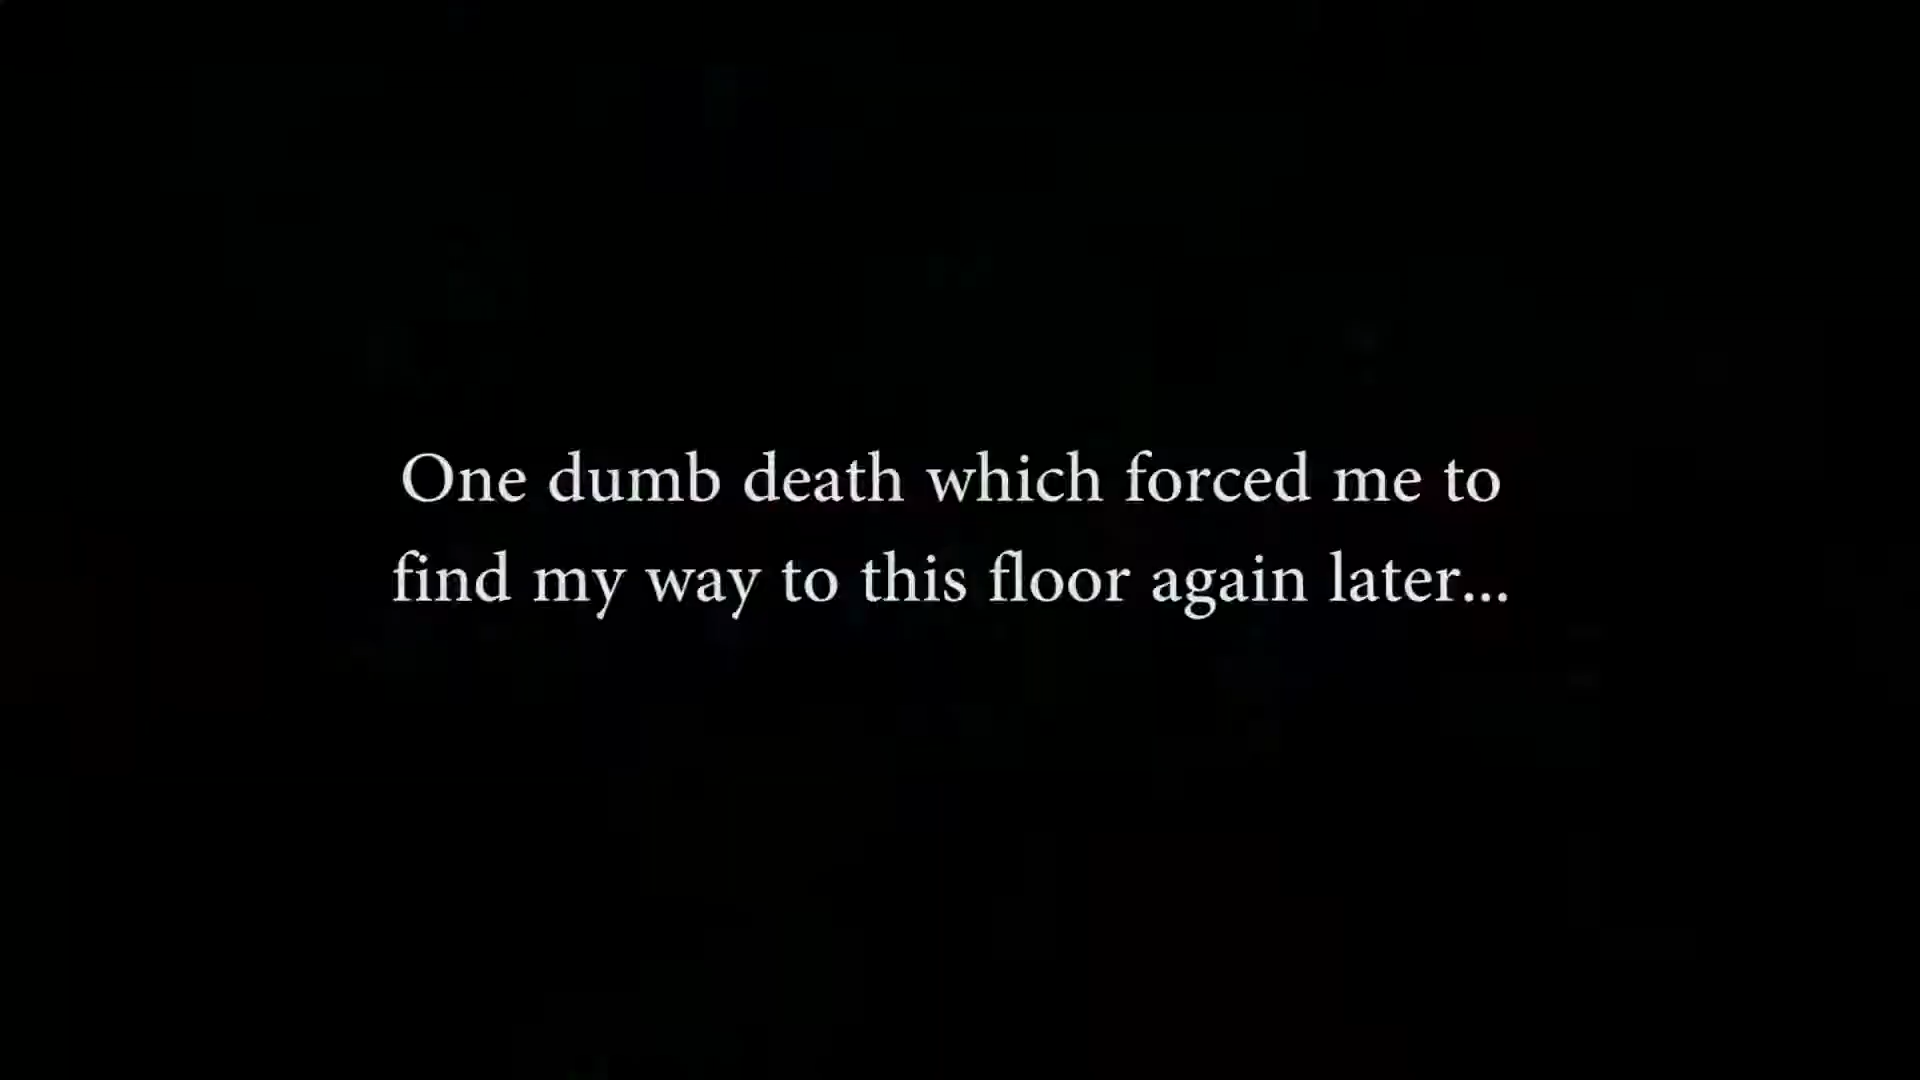 One dumb death which forced me to
find my way to this floor again later...